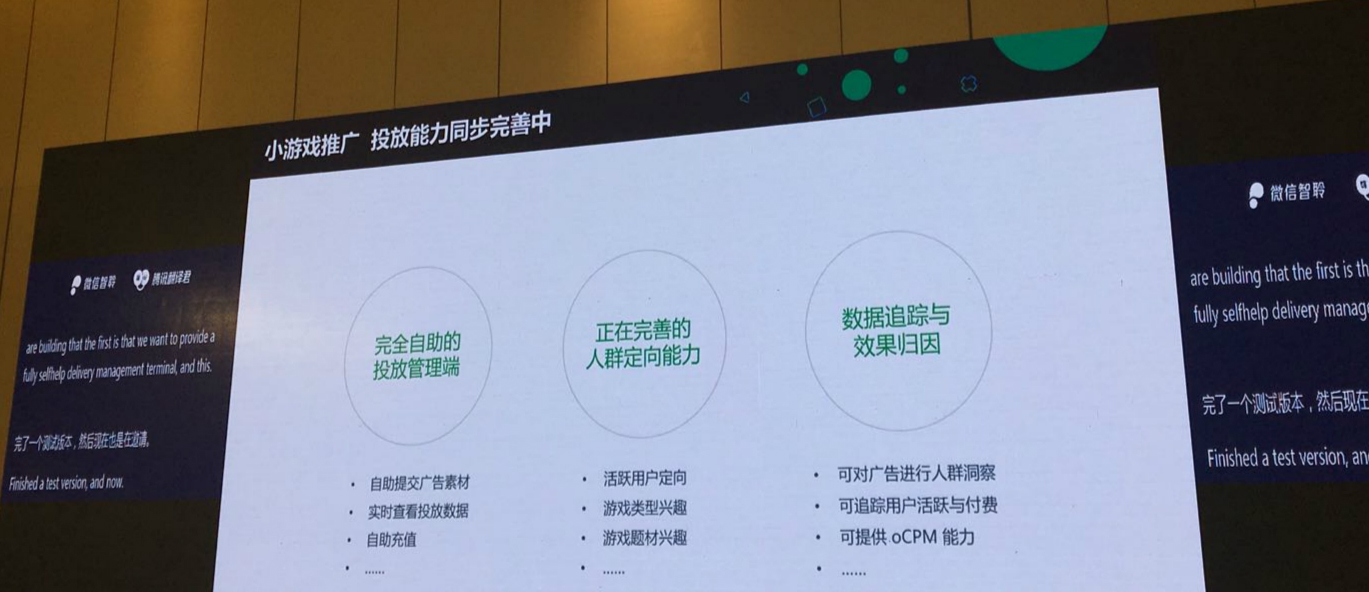 小游戏推广 投放能力同步完善中
微信智聆 腾讯翻译君
are building that the first is that we want to provide a
fully selfhelp delivery management terminal, and this.
完了一个测试版本，然后现在也是在邀请。
Finished a test version, and now.
完全自助的
投放管理端
• 自助提交广告素材
• 实时查看投放数据
• 自助充值
• ......
正在完善的
人群定向能力
• 活跃用户定向
• 游戏类型兴趣
• 游戏题材兴趣
• ......
数据追踪与
效果归因
• 可对广告进行人群洞察
• 可追踪用户活跃与付费
• 可提供 oCPM 能力
• ......
微信智聆
are building that the first is th
fully selfhelp delivery manag
完了一个测试版本，然后现在
Finished a test version, an